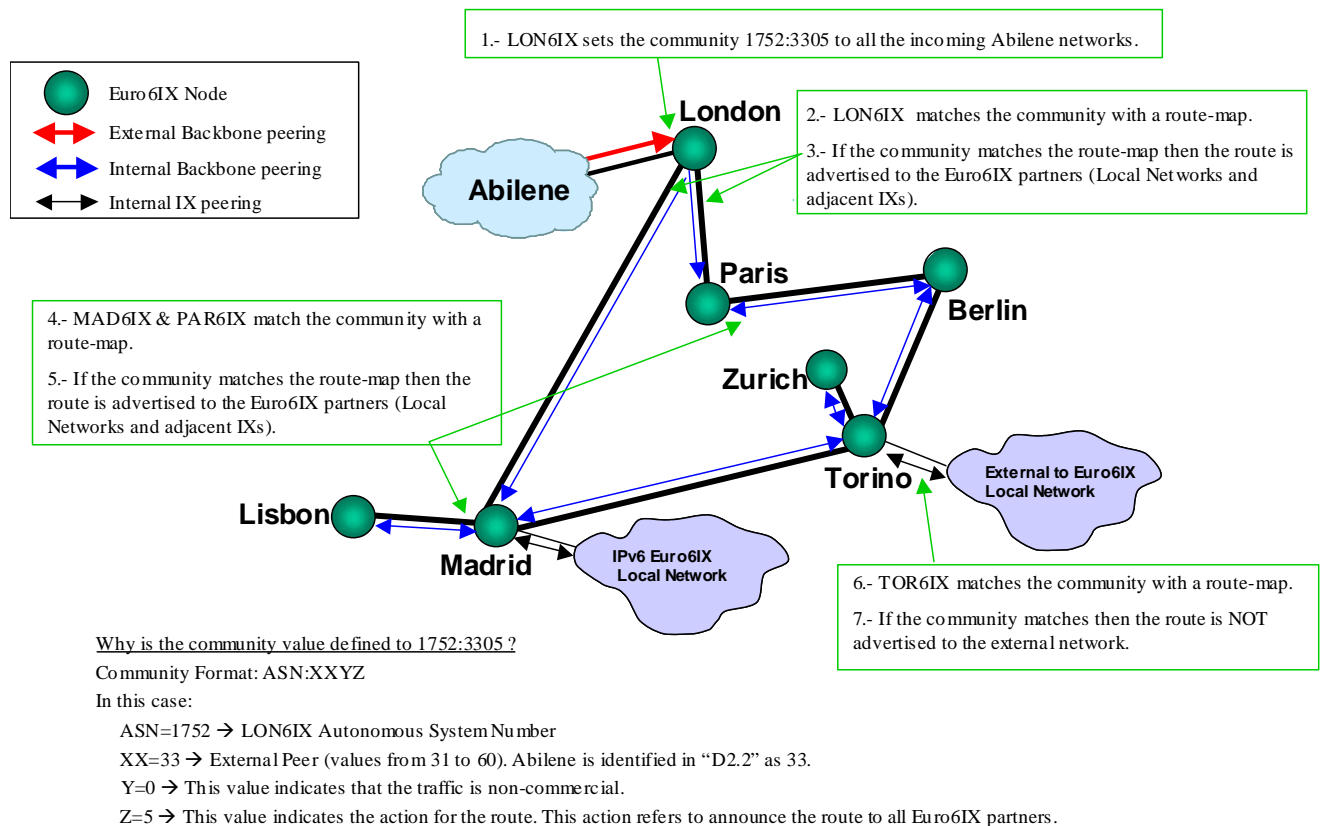 1.- LON6IX sets the community 1752:3305 to all the incoming Abilene networks.
Euro6IX Node
External Backbone peering
Internal Backbone peering
Internal IX peering
London
Abilene
2.- LON6IX matches the community with a route-map.
3.- If the community matches the route-map then the route is
advertised to the Euro6IX partners (Local Networks and
adjacent IXs).
Paris
Berlin
4.- MAD6IX & PAR6IX match the community with a
route-map.
5.- If the community matches the route-map then the
route is advertised to the Euro6IX partners (Local
Networks and adjacent IXs).
Zurich
Torino
External to Euro6IX
Local Network
Lisbon
Madrid
IPv6 Euro6IX
Local Network
6.- TOR6IX matches the community with a route-map.
7.- If the community matches then the route is NOT
advertised to the external network.
Why is the community value defined to 1752:3305 ?
Community Format: ASN:XXYZ
In this case:
ASN=1752 → LON6IX Autonomous System Number
XX=33 → External Peer (values from 31 to 60). Abilene is identified in “D2.2” as 33.
Y=0 → This value indicates that the traffic is non-commercial.
Z=5 → This value indicates the action for the route. This action refers to announce the route to all Euro6IX partners.